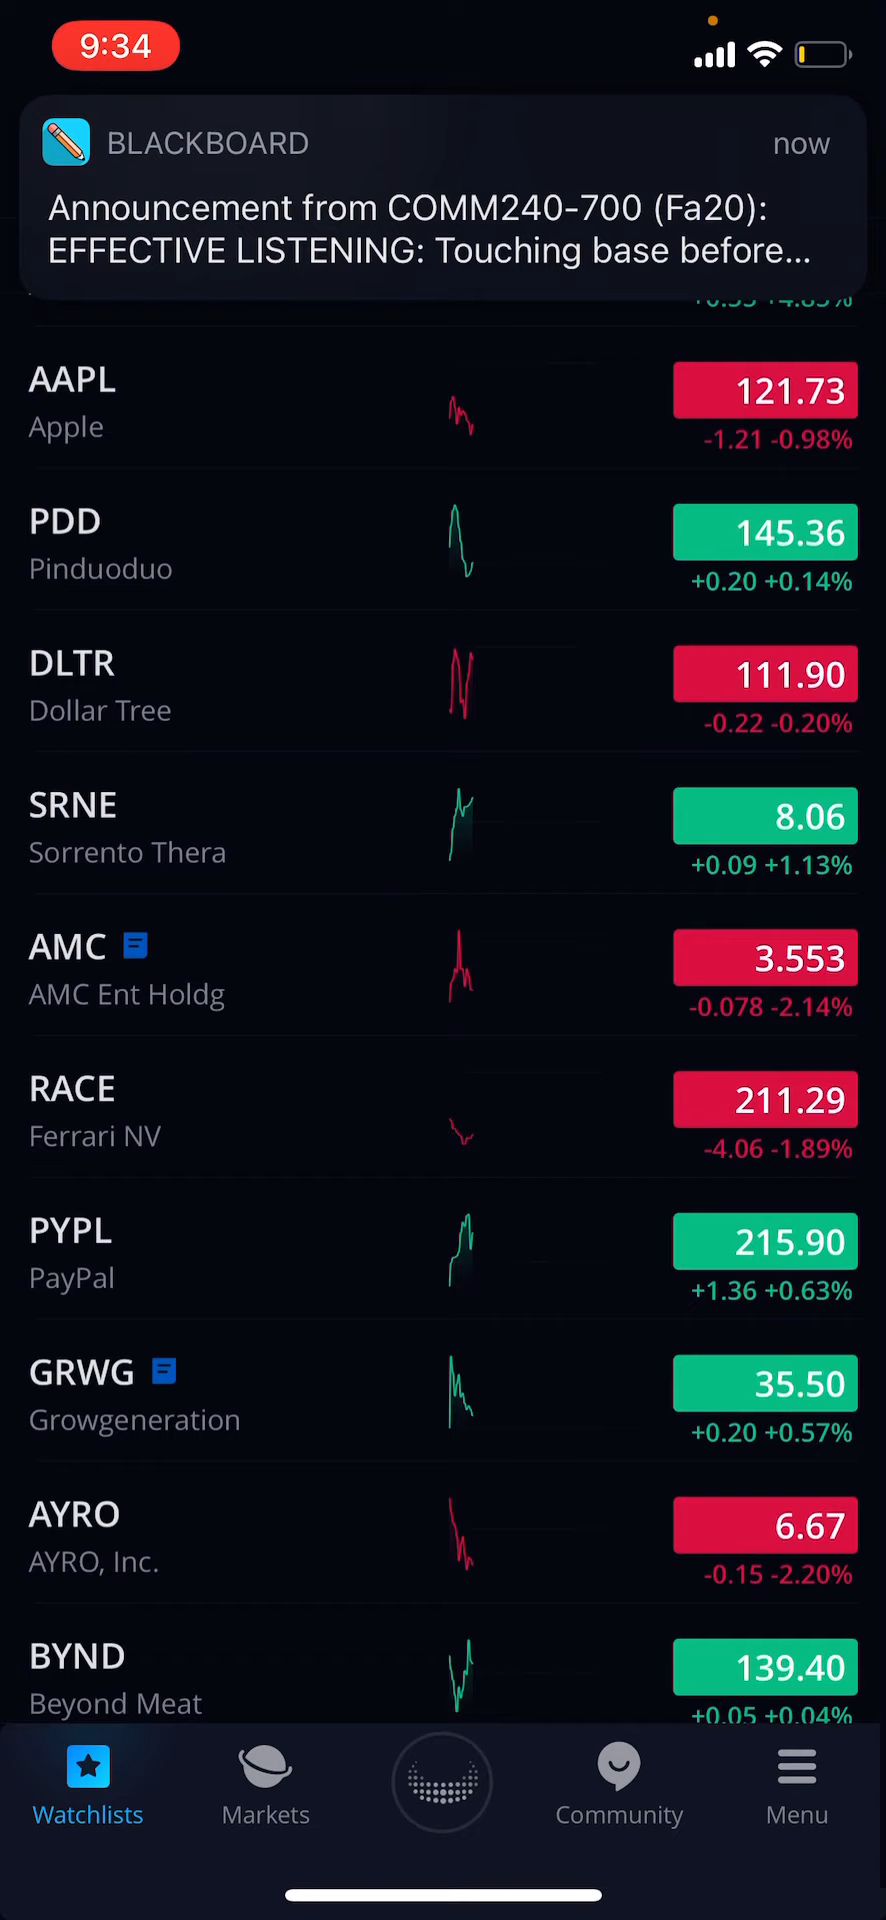 9:34
BLACKBOARD
now
Announcement from COMM240-700 (Fa20):
EFFECTIVE LISTENING: Touching base before...
AAPL
121.73
Apple
-1.21 -0.98%
PDD
145.36
Pinduoduo
+0.20 +0.14%
DLTR
111.90
Dollar Tree
-0.22 -0.20%
SRNE
8.06
Sorrento Thera
+0.09 +1.13%
AMC
3.553
AMC Ent Holdg
-0.078 -2.14%
RACE
211.29
Ferrari NV
-4.06 -1.89%
PYPL
215.90
PayPal
+1.36 +0.63%
GRWG
35.50
Growgeneration
+0.20 +0.57%
AYRO
6.67
AYRO, Inc.
-0.15 -2.20%
BYND
139.40
Beyond Meat
+0.05 +0.04%
Watchlists
Markets
Community
Menu